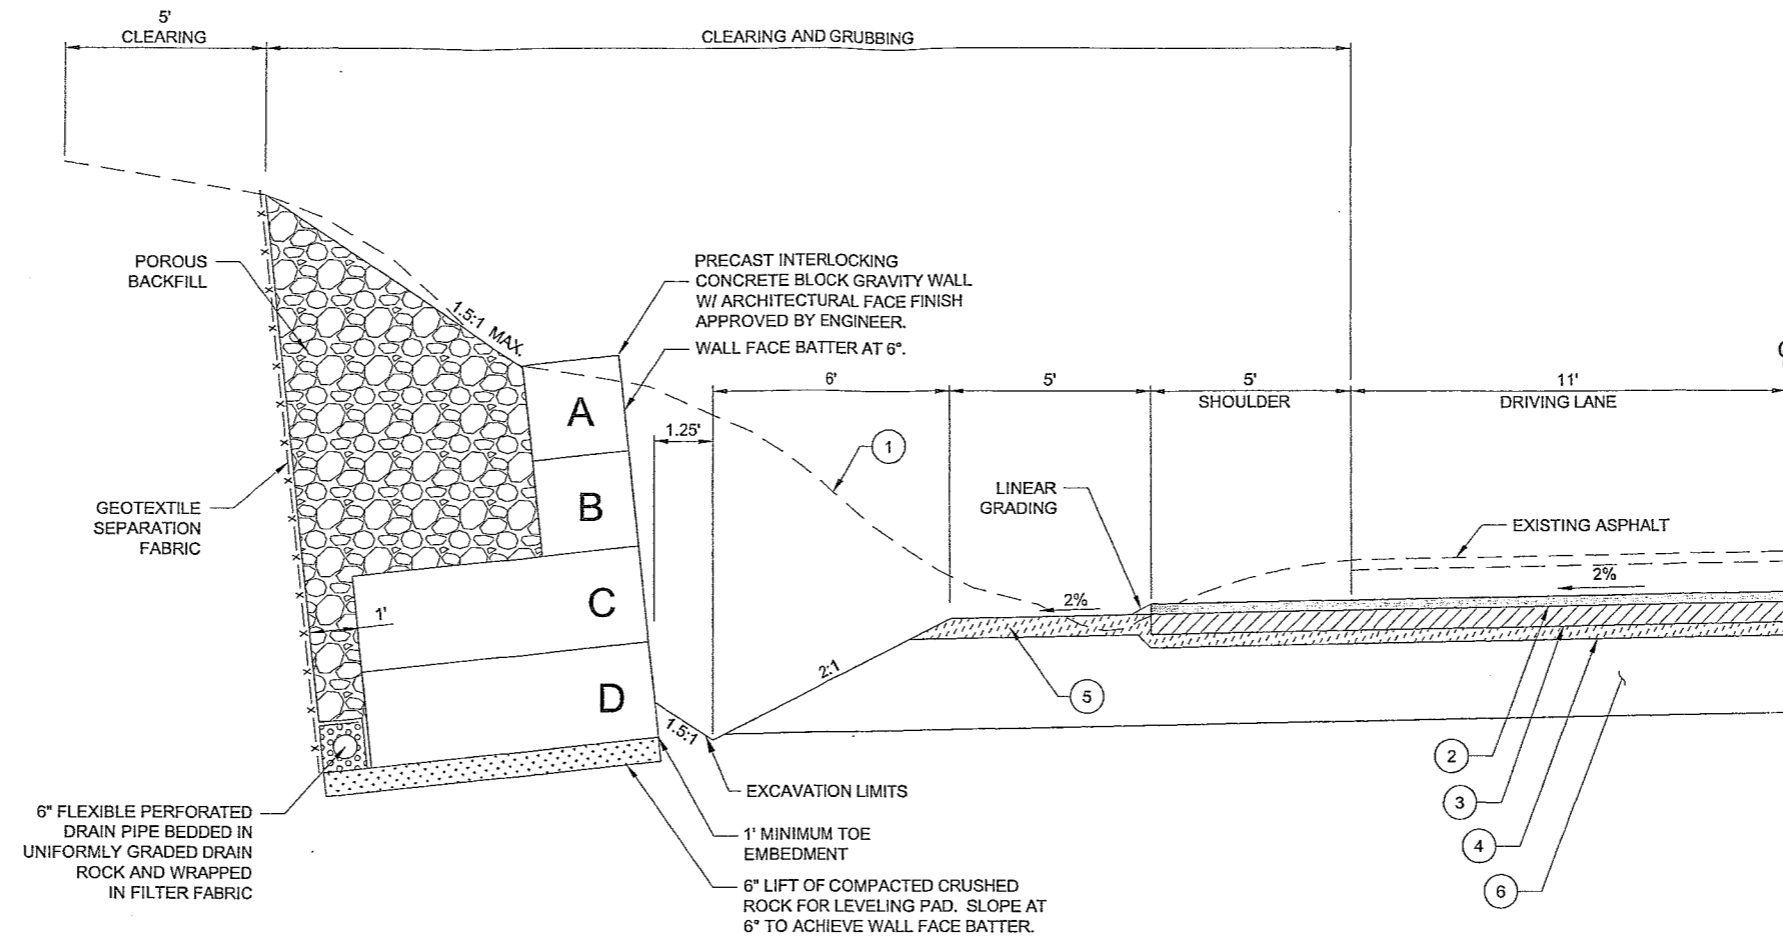 5'
CLEARING
CLEARING AND GRUBBING
POROUS
BACKFILL
1.5:1 MAX.
PRECAST INTERLOCKING
CONCRETE BLOCK GRAVITY WALL
W/ ARCHITECTURAL FACE FINISH
APPROVED BY ENGINEER.
WALL FACE BATTER AT 6°.
6'
5'
5'
SHOULDER
11'
DRIVING LANE
A
1.25'
1
B
LINEAR
GRADING
EXISTING ASPHALT
GEOTEXTILE
SEPARATION
FABRIC
2%
2%
C
1'
2:1
5
D
1.5:1
2
EXCAVATION LIMITS
3
6" FLEXIBLE PERFORATED
DRAIN PIPE BEDDED IN
UNIFORMLY GRADED DRAIN
ROCK AND WRAPPED
IN FILTER FABRIC
1' MINIMUM TOE
EMBEDMENT
4
6" LIFT OF COMPACTED CRUSHED
ROCK FOR LEVELING PAD. SLOPE AT
6° TO ACHIEVE WALL FACE BATTER.
6